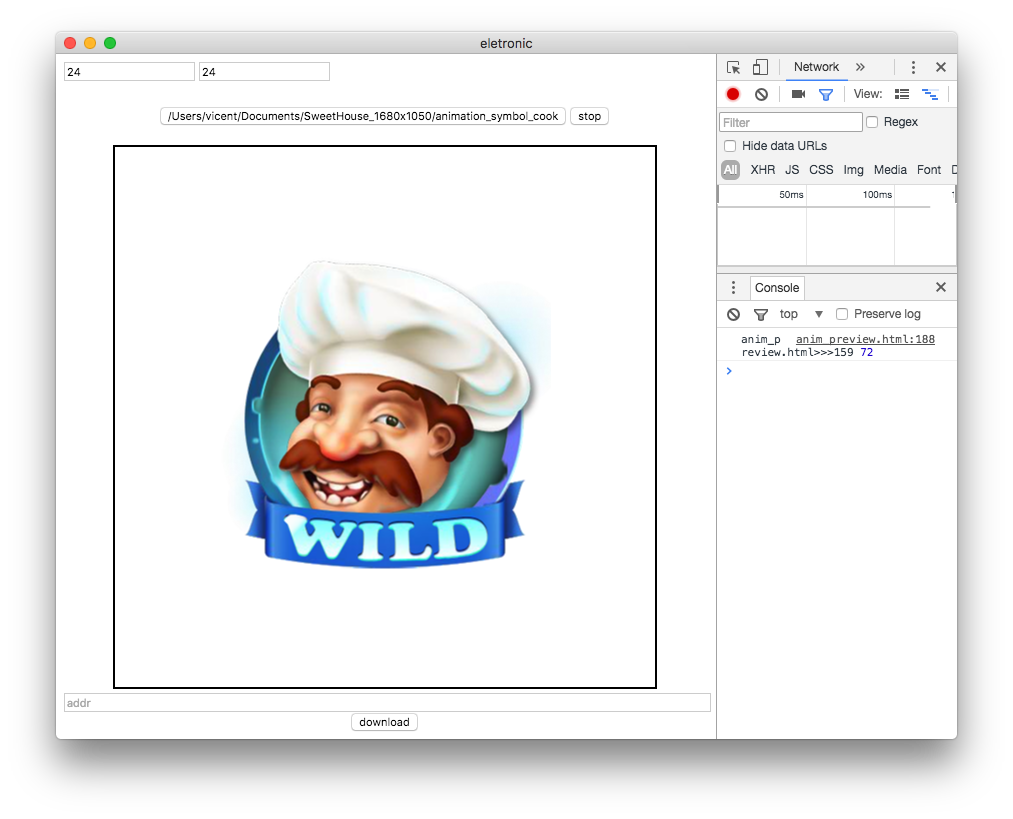 eletronic
24 24
/Users/vicent/Documents/SweetHouse_1680x1050/animation_symbol_cook stop
WILD
addr
download
Network »
View:
Filter Regex
Hide data URLs
All XHR JS CSS Img Media Font
50ms 100ms
Console
top ▼ Preserve log
anim_p anim_preview.html:188
review.html>>>159 72
>